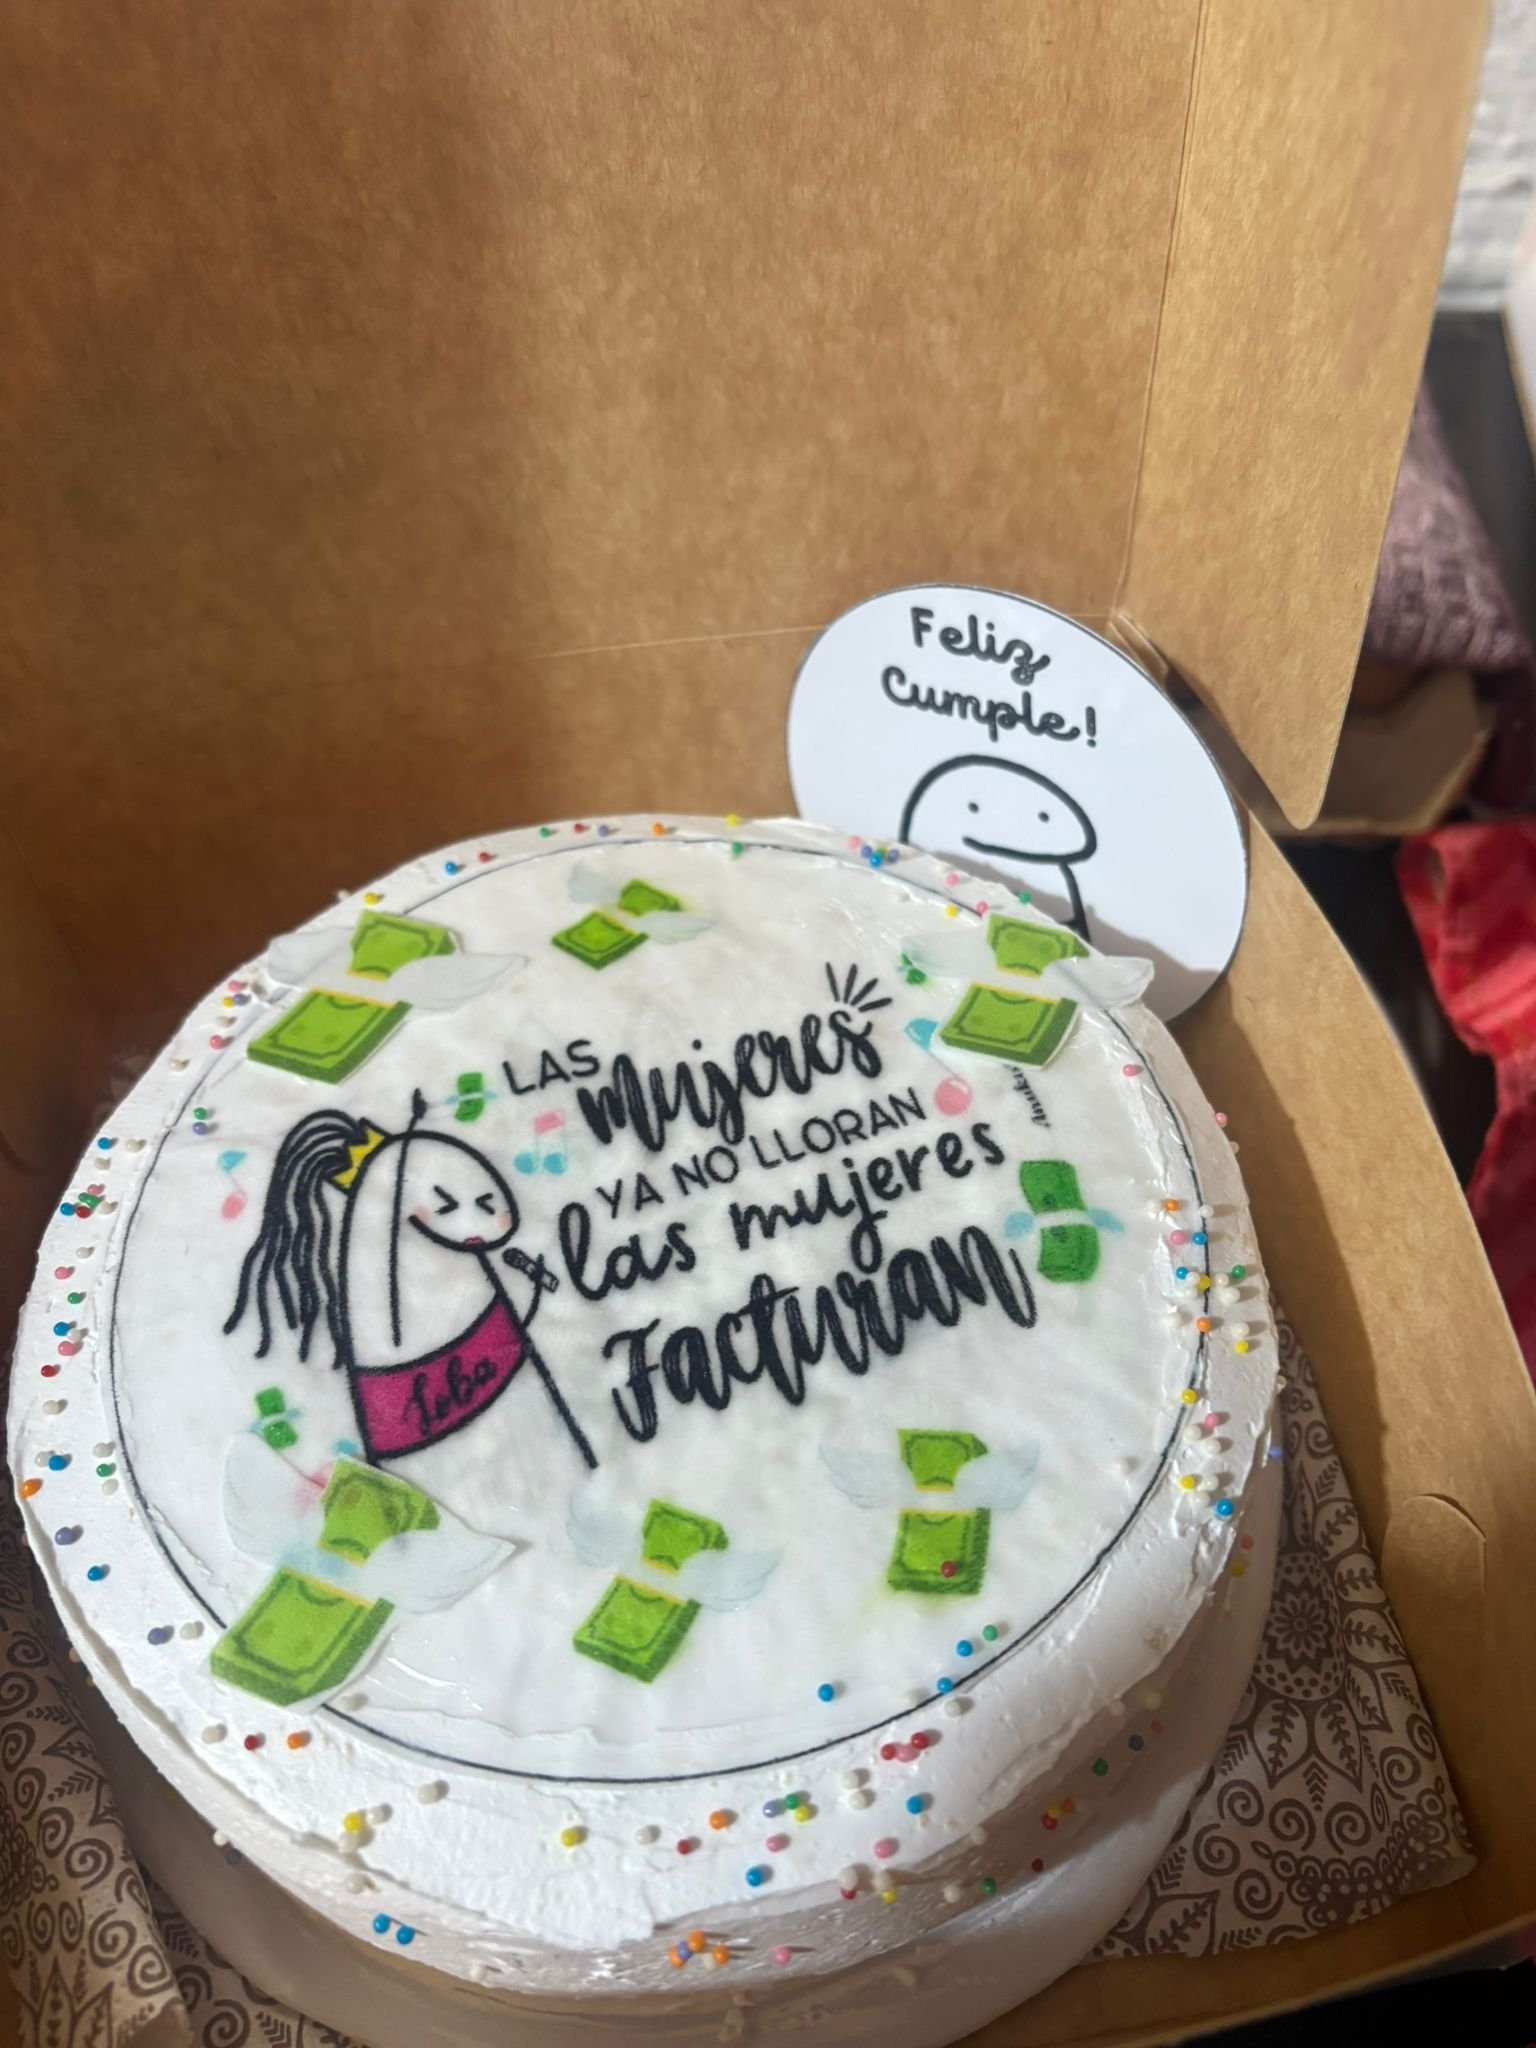 Feliz
Cumple!
LAS
mujeres
YA NO LLORAN
las mujeres
Facturan
Loba